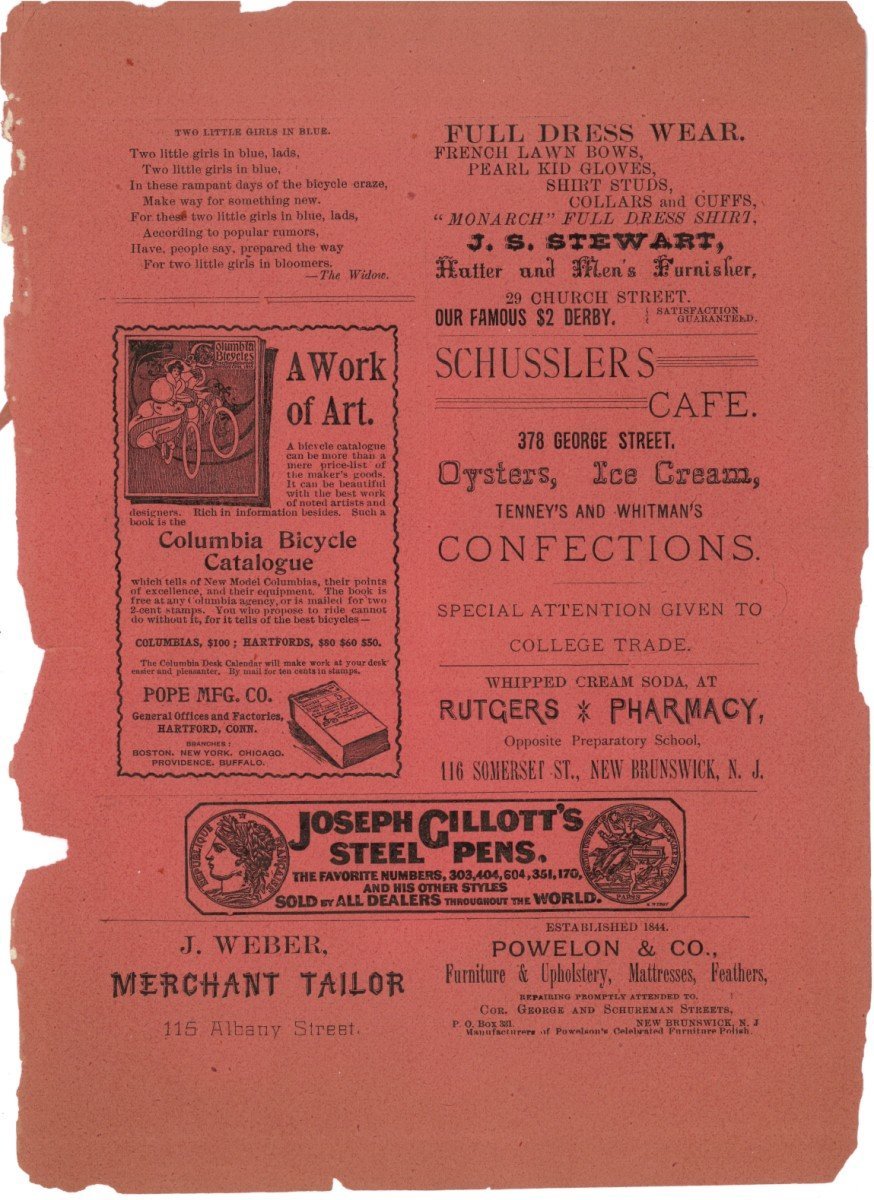 TWO LITTLE GIRLS IN BLUE.
Two little girls in blue, lads,
Two little girls in blue,
In these rampant days of the bicycle craze,
Make way for something new.
For these two little girls in blue, lads,
According to popular rumors,
Have, people say, prepared the way
For two little girls in bloomers.
—The Widow.
Columbia
Bicycles
A Work
of Art.
A bicycle catalogue
can be more than a
mere price-list of
the maker's goods.
It can be beautiful
with the best work
of noted artists and
designers. Rich in information besides. Such a
book is the
Columbia Bicycle
Catalogue
which tells of New Model Columbias, their points
of excellence, and their equipment. The book is
free at any Columbia agency, or is mailed for two
2-cent stamps. You who propose to ride cannot
do without it, for it tells of the best bicycles—
COLUMBIAS, $100; HARTFORDS, $80 $60 $50.
The Columbia Desk Calendar will make work at your desk
easier and pleasanter. By mail for ten cents in stamps.
POPE MFG. CO.
General Offices and Factories,
HARTFORD, CONN.
BRANCHES:
BOSTON. NEW YORK. CHICAGO.
PROVIDENCE. BUFFALO.
FULL DRESS WEAR.
FRENCH LAWN BOWS,
PEARL KID GLOVES,
SHIRT STUDS,
COLLARS and CUFFS,
"MONARCH" FULL DRESS SHIRT,
J. S. STEWART,
Hatter and Men's Furnisher,
29 CHURCH STREET.
OUR FAMOUS $2 DERBY. { SATISFACTION
GUARANTEED.
SCHUSSLERS
CAFE.
378 GEORGE STREET.
Oysters, Ice Cream,
TENNEY'S AND WHITMAN'S
CONFECTIONS.
SPECIAL ATTENTION GIVEN TO
COLLEGE TRADE.
WHIPPED CREAM SODA, AT
RUTGERS * PHARMACY,
Opposite Preparatory School,
116 SOMERSET ST., NEW BRUNSWICK, N. J.
REPUBLIQUE FRANÇAISE
JOSEPH GILLOTT'S
STEEL PENS.
THE FAVORITE NUMBERS, 303, 404, 604, 351, 170,
AND HIS OTHER STYLES
SOLD BY ALL DEALERS THROUGHOUT THE WORLD.
PARIS
J. WEBER,
MERCHANT TAILOR
115 Albany Street.
ESTABLISHED 1844.
POWELON & CO.,
Furniture & Upholstery, Mattresses, Feathers,
REPAIRING PROMPTLY ATTENDED TO.
COR. GEORGE AND SCHUREMAN STREETS,
P. O. Box 331. NEW BRUNSWICK, N. J
Manufacturers of Powelson's Celebrated Furniture Polish.